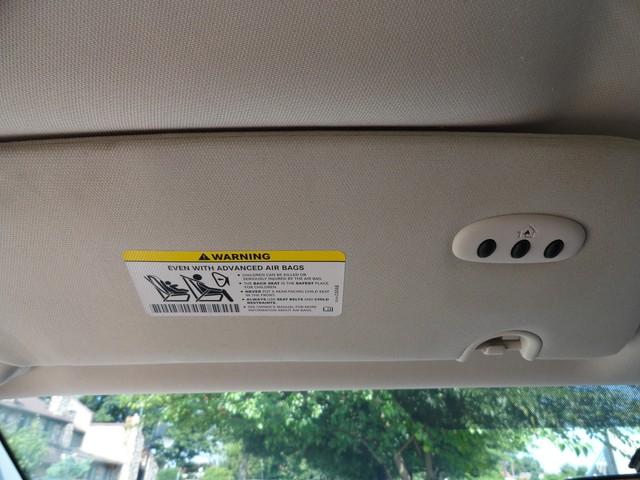 WARNING
EVEN WITH ADVANCED AIR BAGS
• CHILDREN CAN BE KILLED OR
SERIOUSLY INJURED BY THE AIR BAG.
• THE BACK SEAT IS THE SAFEST PLACE
FOR CHILDREN.
• NEVER PUT A REAR-FACING CHILD SEAT
IN THE FRONT.
• ALWAYS USE SEAT BELTS AND CHILD
RESTRAINTS.
• SEE OWNER'S MANUAL FOR MORE
INFORMATION ABOUT AIR BAGS.